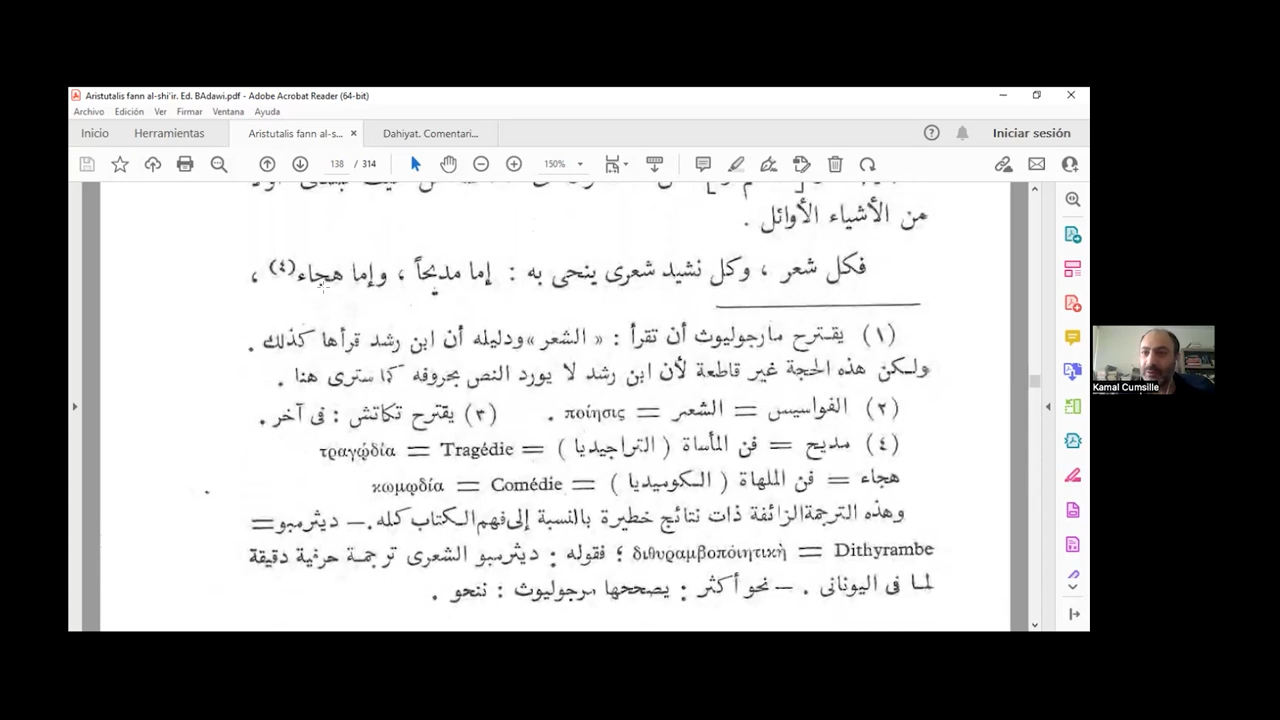 Aristutalis fann al-shi'ir. Ed. BAdawi.pdf - Adobe Acrobat Reader (64-bit)
Archivo Edición Ver Firmar Ventana Ayuda
Inicio Herramientas Aristutalis fann al-s... Dahiyat. Comentari... Iniciar sesión
138 / 314 150%
من الأشياء الأوائل .
فكل شعر ، وكل نشيد شعرى ينحى به : إما مديحاً ، وإما هجاء(٤) ،
(١) يقترح مارجوليوث أن تقرأ : « الشعر » ودليله أن ابن رشد قرأها كذلك .
ولكن هذه الحجة غير قاطعة لأن ابن رشد لا يورد النص بحروفه كما سترى هنا .
(٢) الفواسيس = الشعر = ποίησις . (٣) يقترح تكاتش : فى آخر .
(٤) مديح = فن المأساة ( التراجيديا ) = Tragédie = τραγῳδία
هجاء = فن الملهاة ( الكوميديا ) = Comédie = κωμῳδία
وهذه الترجمة الزائفة ذات نتائج خطيرة بالنسبة إلى فهم الكتاب كله . — ديثرمبو =
Dithyrambe = διθυραμβοποιητικὴ ؛ فقوله : ديثرمبو الشعرى ترجمة حرفية دقيقة
لما فى اليونانى . — نحو أكثر : يصححها مرجوليوث : ننحو .
Kamal Cumsille